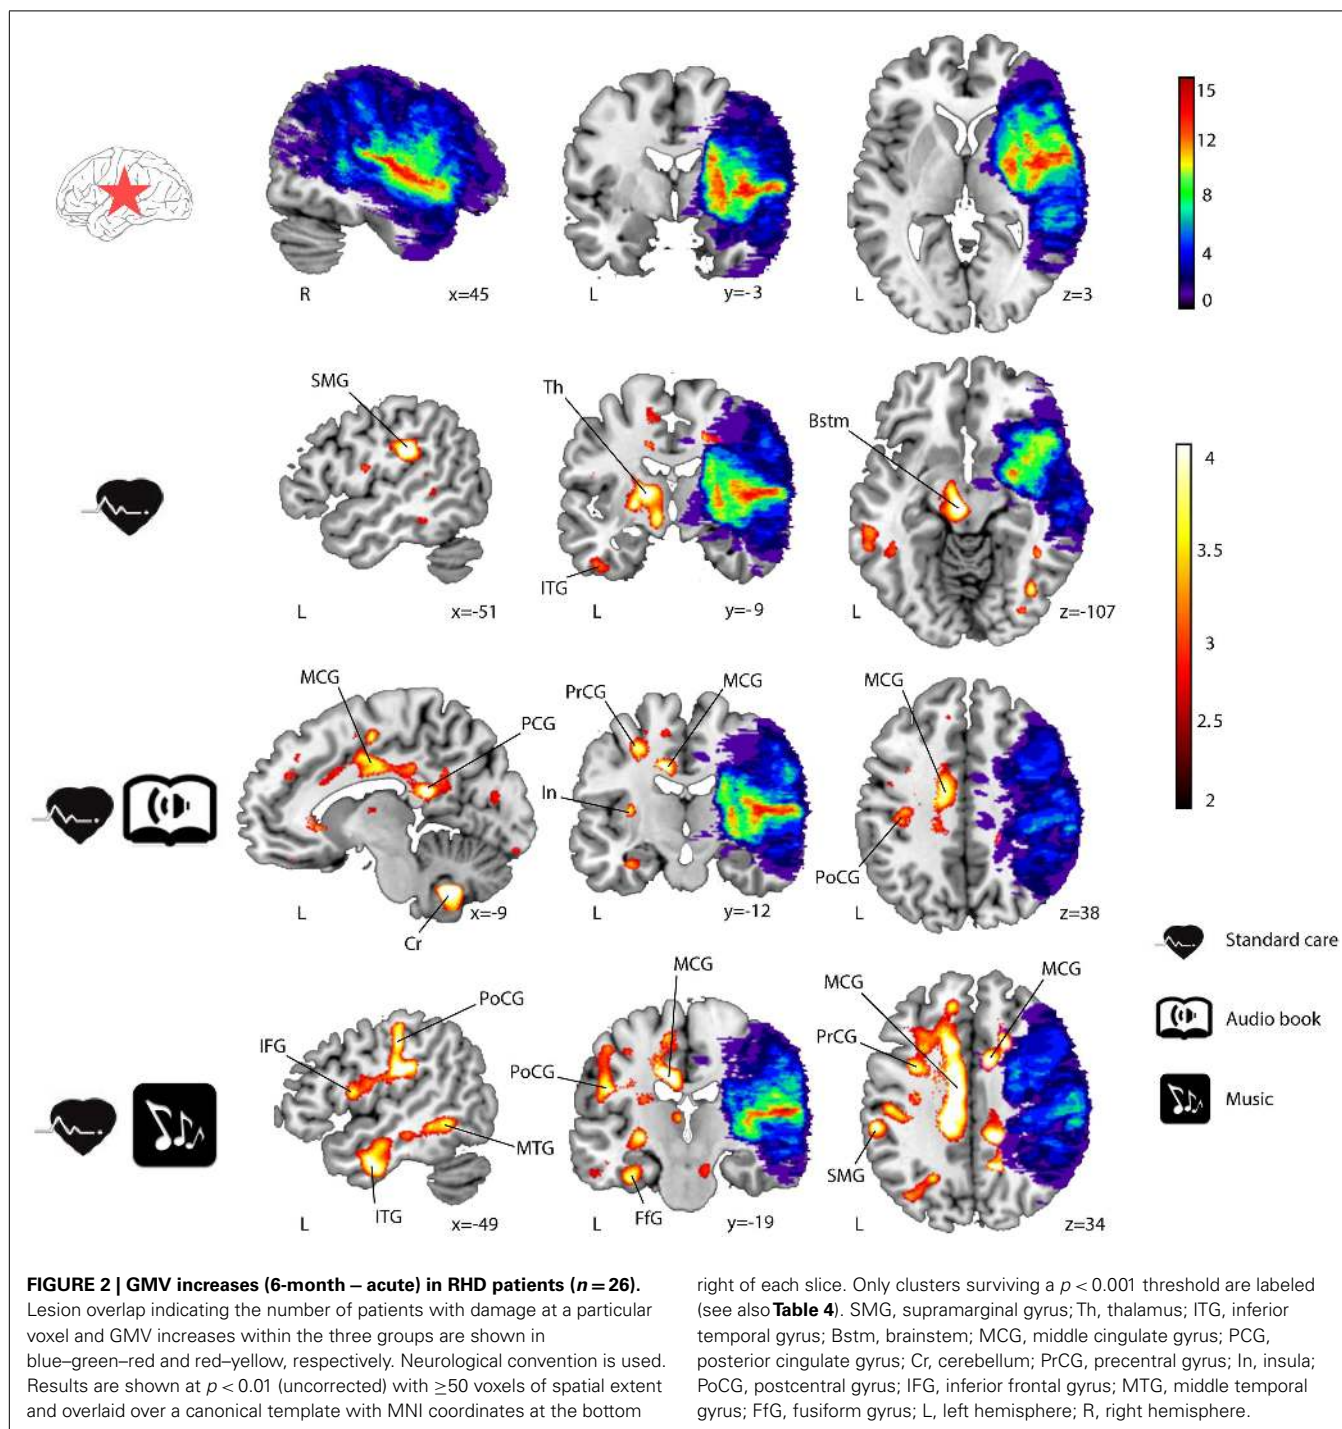 15
12
8
4
0
R
x=45
L
y=-3
L
z=3
SMG
Th
Bstm
ITG
L
x=-51
L
y=-9
L
z=-107
4
3.5
3
2.5
2
MCG
PCG
PrCG
MCG
MCG
In
PoCG
L
x=-9
Cr
L
y=-12
L
z=38
Standard care
Audio book
Music
PoCG
IFG
MTG
ITG
L
x=-49
MCG
PoCG
FfG
L
y=-19
MCG
MCG
PrCG
SMG
L
z=34
FIGURE 2 | GMV increases (6-month – acute) in RHD patients (n = 26).
Lesion overlap indicating the number of patients with damage at a particular
voxel and GMV increases within the three groups are shown in
blue–green–red and red–yellow, respectively. Neurological convention is used.
Results are shown at p < 0.01 (uncorrected) with ≥50 voxels of spatial extent
and overlaid over a canonical template with MNI coordinates at the bottom
right of each slice. Only clusters surviving a p < 0.001 threshold are labeled
(see also Table 4). SMG, supramarginal gyrus; Th, thalamus; ITG, inferior
temporal gyrus; Bstm, brainstem; MCG, middle cingulate gyrus; PCG,
posterior cingulate gyrus; Cr, cerebellum; PrCG, precentral gyrus; In, insula;
PoCG, postcentral gyrus; IFG, inferior frontal gyrus; MTG, middle temporal
gyrus; FfG, fusiform gyrus; L, left hemisphere; R, right hemisphere.